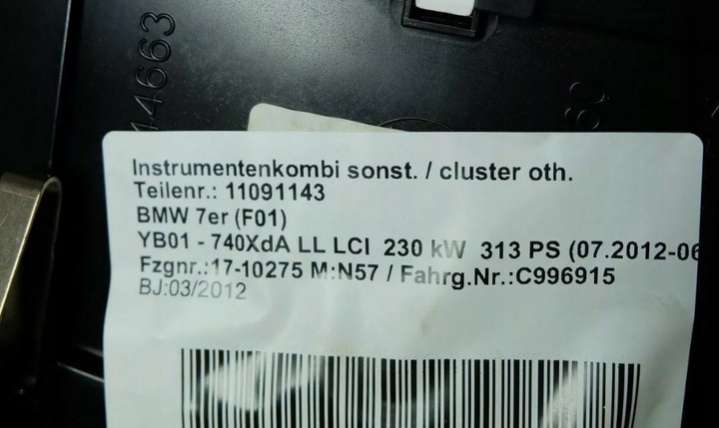 44663
Instrumentenkombi sonst. / cluster oth.
Teilenr.: 11091143
BMW 7er (F01)
YB01 - 740XdA LL LCI 230 kW 313 PS (07.2012-06
Fzgnr.:17-10275 M:N57 / Fahrg.Nr.:C996915
BJ:03/2012